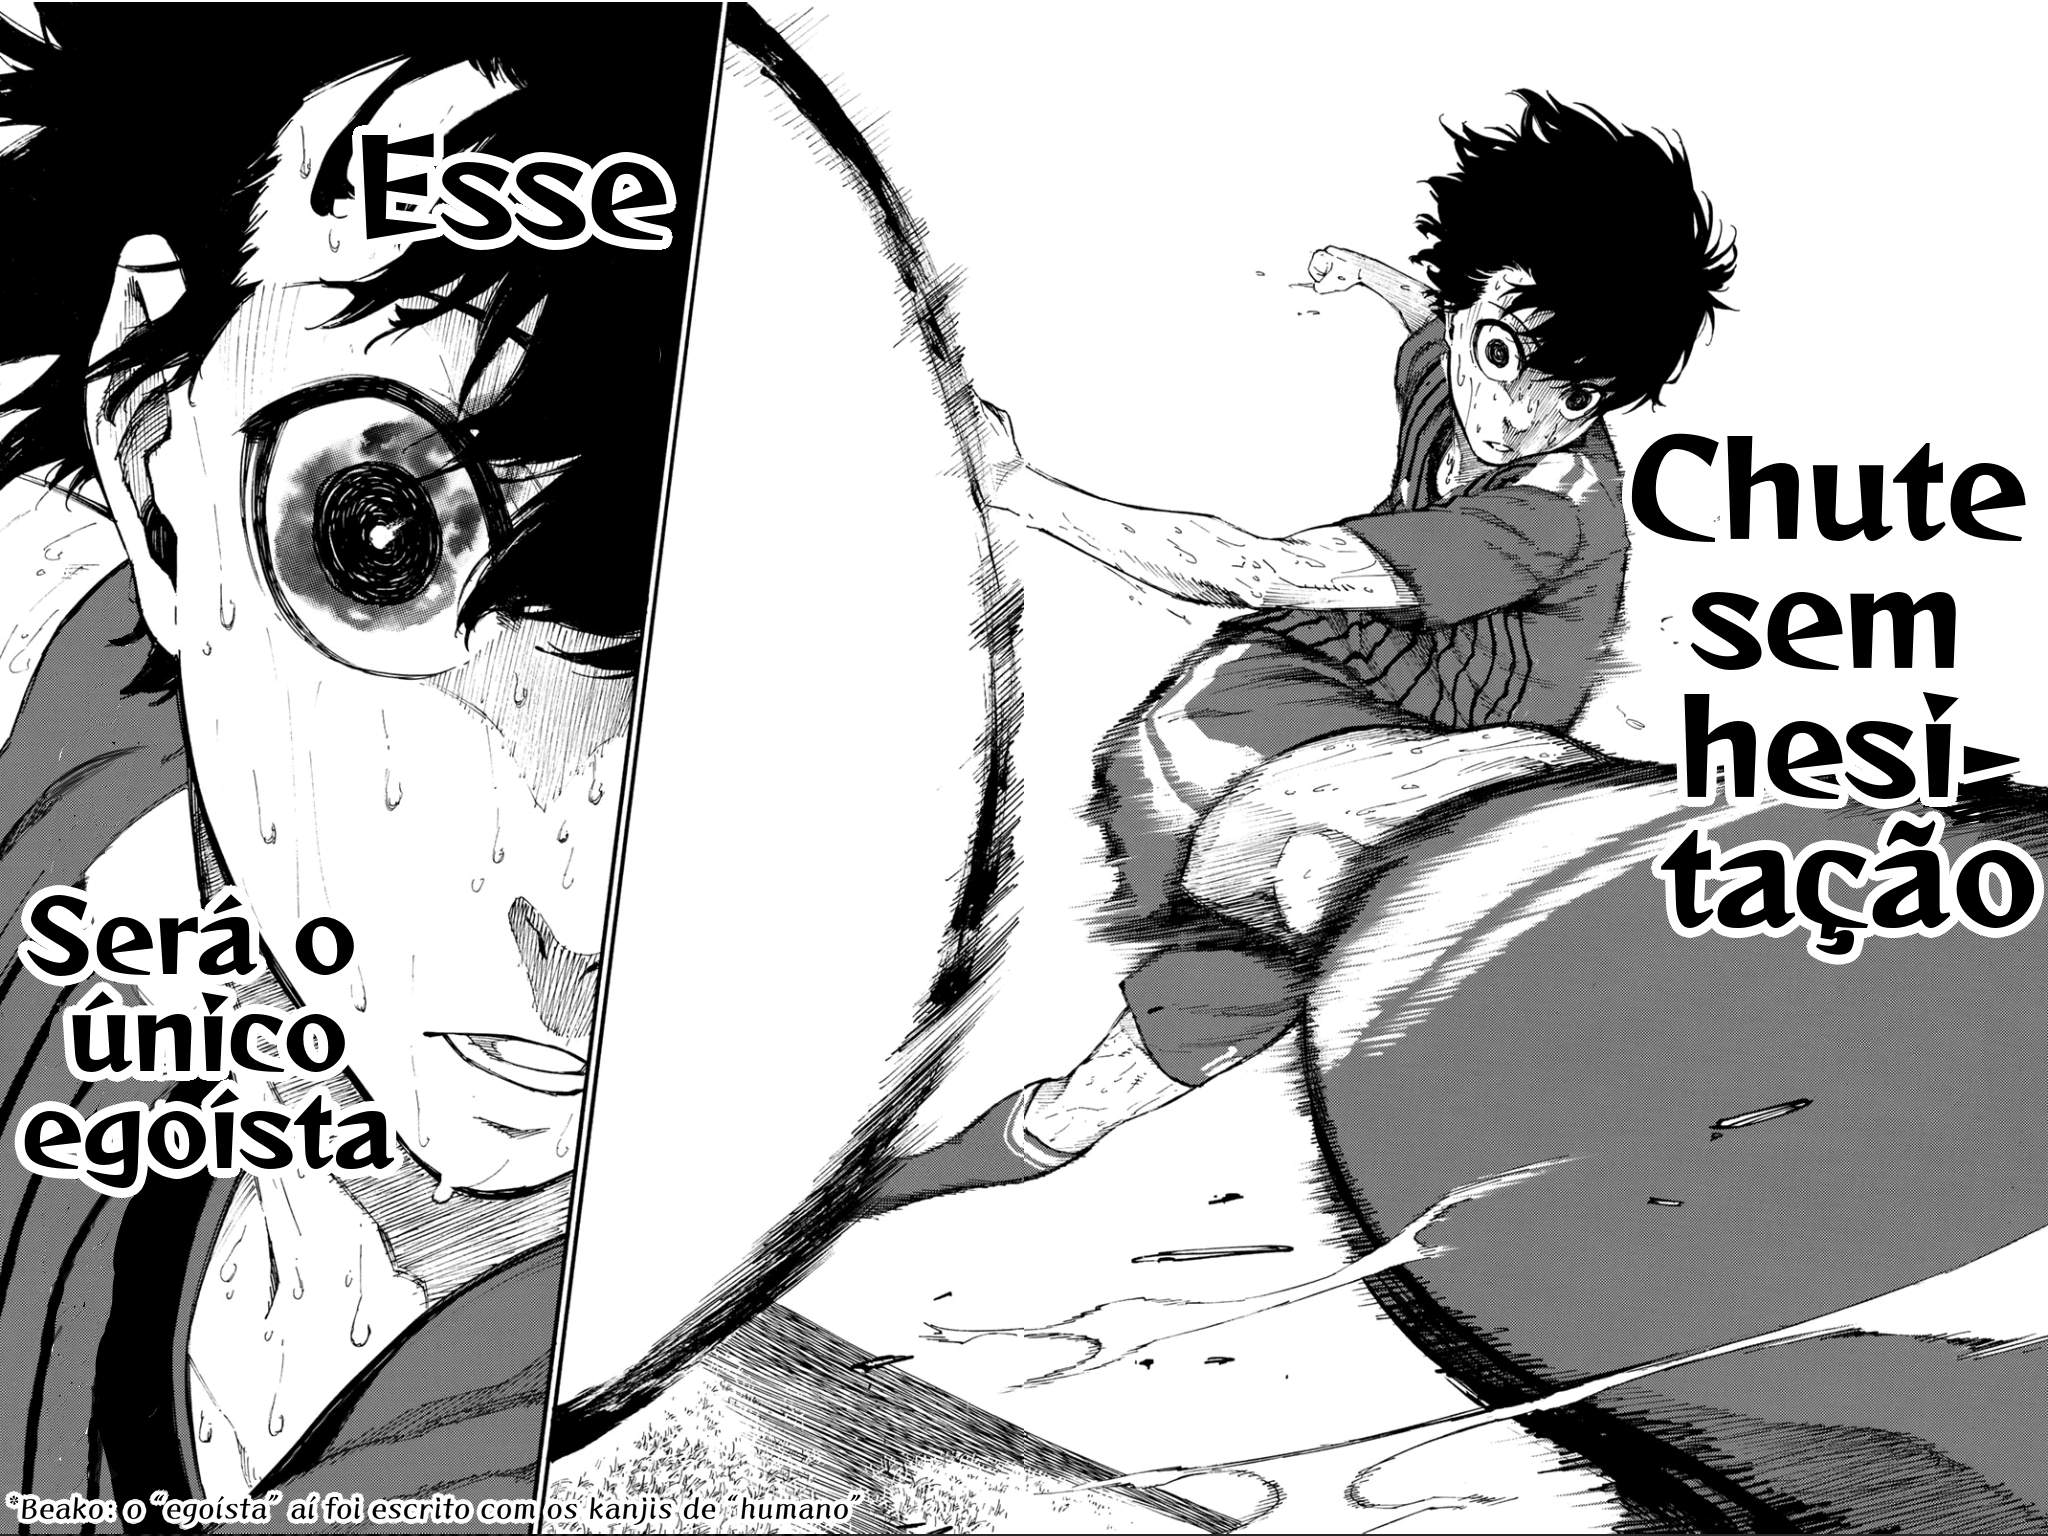 Chute
sem
hesi-
tação
Esse
Será o
único
egoísta
*Beako: o “egoísta” aí foi escrito com os kanjis de “humano”